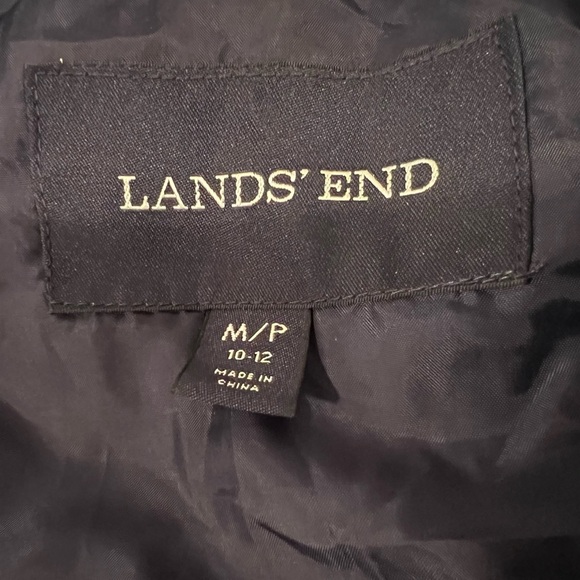 LANDS' END
M/P
10-12
MADE IN
CHINA